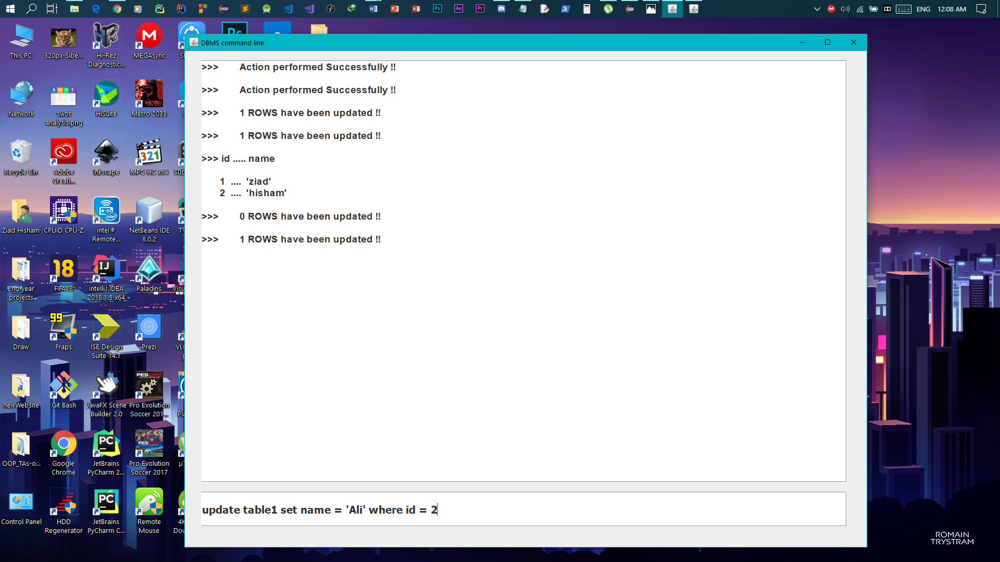 ENG 12:08 AM
DBMS command line
>>> Action performed Successfully !!
>>> Action performed Successfully !!
>>> 1 ROWS have been updated !!
>>> 1 ROWS have been updated !!
>>> id ..... name
1 .... 'ziad'
2 .... 'hisham'
>>> 0 ROWS have been updated !!
>>> 1 ROWS have been updated !!
update table1 set name = 'Ali' where id = 2
This PC
320px-Sibe...
Hi-Rez
Diagnostic...
MEGAsync
Network
swot
analysis.png
HiSuite
Metro 2033
Recycle Bin
Adobe
Creati...
Inkscape
MPC-HC x64
Ziad Hisham
CPUID CPU-Z
Intel®
Remote...
NetBeans IDE
8.0.2
2nd year
projects
FIFA18
IntelliJ IDEA
2018.1.5 x64
Paladins
Draw
Fraps
ISE Design
Suite 14.7
Prezi
newWebsite
Git Bash
JavaFX Scene
Builder 2.0
Pro Evolution
Soccer 201...
OOP_TAs-o...
Google
Chrome
JetBrains
PyCharm 2...
Pro Evolution
Soccer 2017
Control Panel
HDD
Regenerator
JetBrains
PyCharm C...
Remote
Mouse
ROMAIN
TRYSTRAM